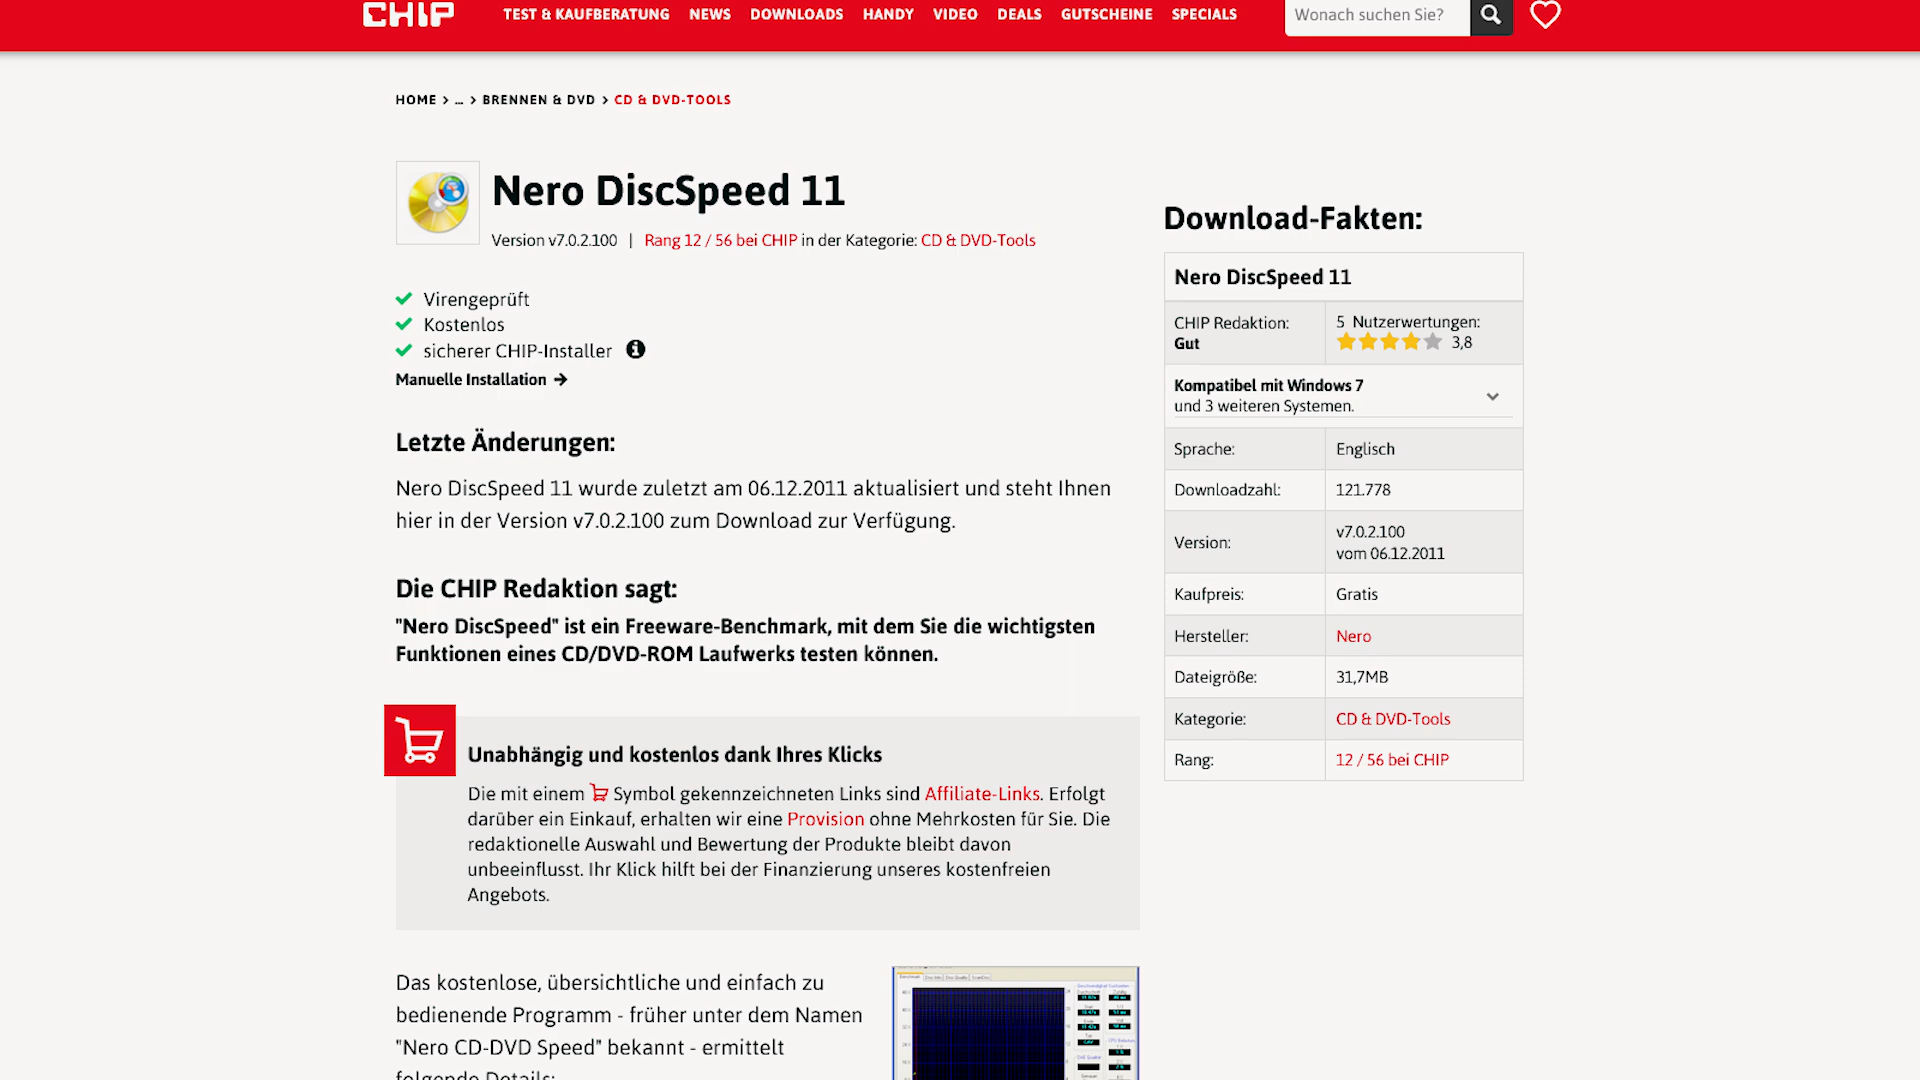 CHIP
TEST & KAUFBERATUNG NEWS DOWNLOADS HANDY VIDEO DEALS GUTSCHEINE SPECIALS
Wonach suchen Sie?
HOME > ... > BRENNEN & DVD > CD & DVD-TOOLS
Nero DiscSpeed 11
Version v7.0.2.100 | Rang 12 / 56 bei CHIP in der Kategorie: CD & DVD-Tools
Virengeprüft
Kostenlos
sicherer CHIP-Installer
Manuelle Installation →
Letzte Änderungen:
Nero DiscSpeed 11 wurde zuletzt am 06.12.2011 aktualisiert und steht Ihnen
hier in der Version v7.0.2.100 zum Download zur Verfügung.
Die CHIP Redaktion sagt:
"Nero DiscSpeed" ist ein Freeware-Benchmark, mit dem Sie die wichtigsten
Funktionen eines CD/DVD-ROM Laufwerks testen können.
Unabhängig und kostenlos dank Ihres Klicks
Die mit einem Symbol gekennzeichneten Links sind Affiliate-Links. Erfolgt
darüber ein Einkauf, erhalten wir eine Provision ohne Mehrkosten für Sie. Die
redaktionelle Auswahl und Bewertung der Produkte bleibt davon
unbeeinflusst. Ihr Klick hilft bei der Finanzierung unseres kostenfreien
Angebots.
Das kostenlose, übersichtliche und einfach zu
bedienende Programm - früher unter dem Namen
"Nero CD-DVD Speed" bekannt - ermittelt
folgende Details:
Download-Fakten:
Nero DiscSpeed 11
CHIP Redaktion:
Gut
5 Nutzerwertungen:
3,8
Kompatibel mit Windows 7
und 3 weiteren Systemen.
Sprache: Englisch
Downloadzahl: 121.778
Version: v7.0.2.100
vom 06.12.2011
Kaufpreis: Gratis
Hersteller: Nero
Dateigröße: 31,7MB
Kategorie: CD & DVD-Tools
Rang: 12 / 56 bei CHIP